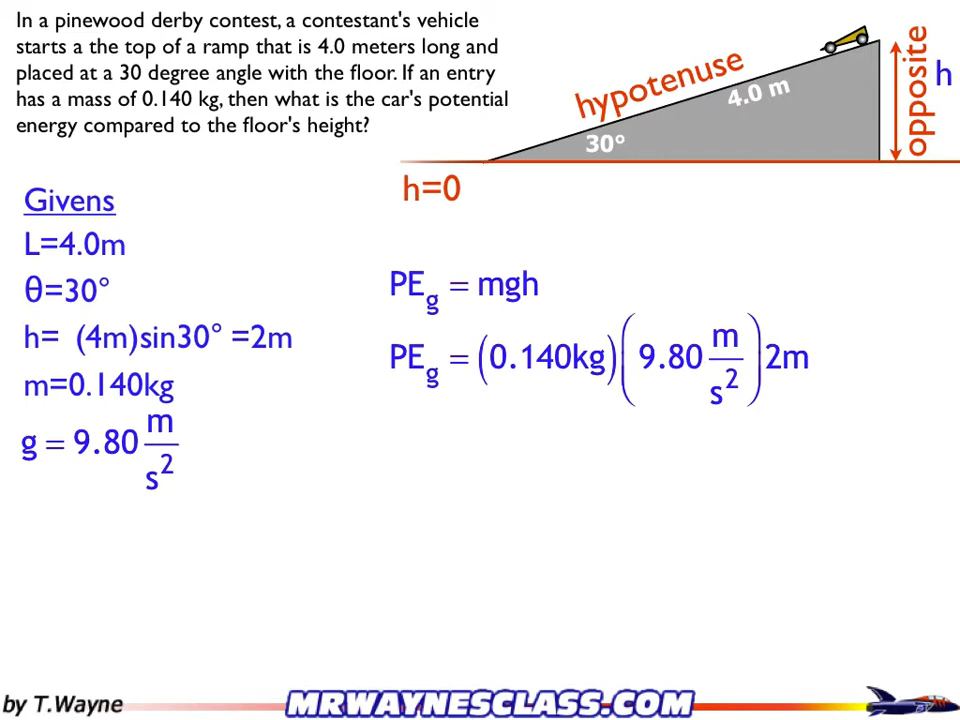 In a pinewood derby contest, a contestant's vehicle
starts a the top of a ramp that is 4.0 meters long and
placed at a 30 degree angle with the floor. If an entry
has a mass of 0.140 kg, then what is the car's potential
energy compared to the floor's height?
hypotenuse
4.0 m
30°
opposite
h
h=0
Givens
L=4.0m
θ=30°
h= (4m)sin30° =2m
m=0.140kg
g = 9.80 m/s²
PEg = mgh
PEg = (0.140kg)(9.80 m/s²)2m
by T.Wayne
MRWAYNESCLASS.COM